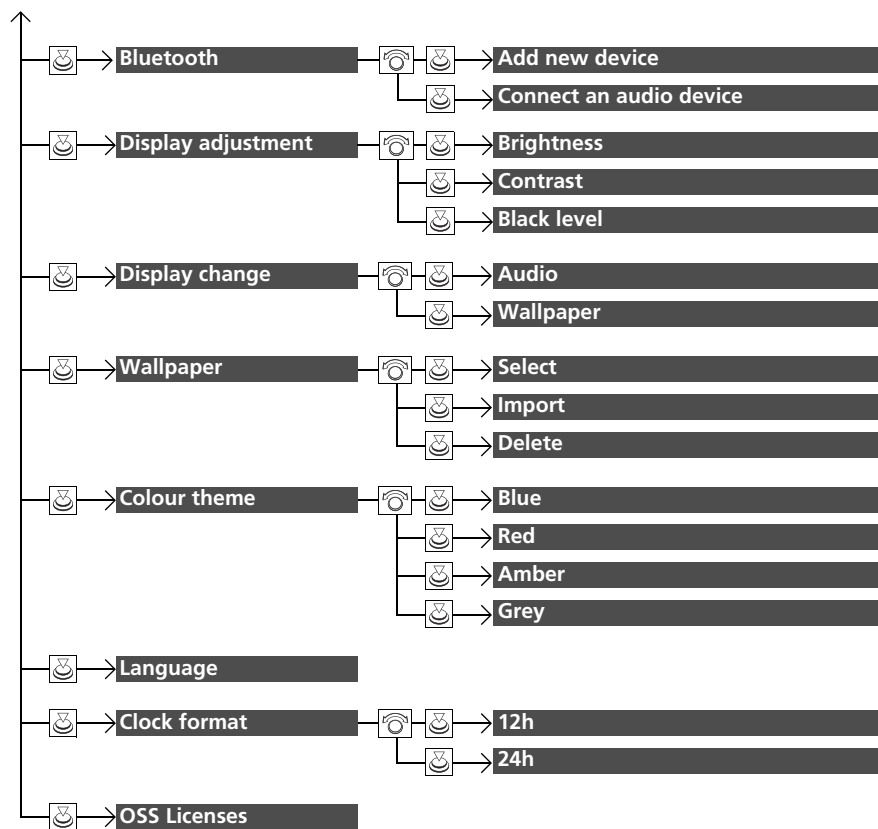 Bluetooth
Add new device
Connect an audio device
Display adjustment
Brightness
Contrast
Black level
Display change
Audio
Wallpaper
Wallpaper
Select
Import
Delete
Colour theme
Blue
Red
Amber
Grey
Language
Clock format
12h
24h
OSS Licenses